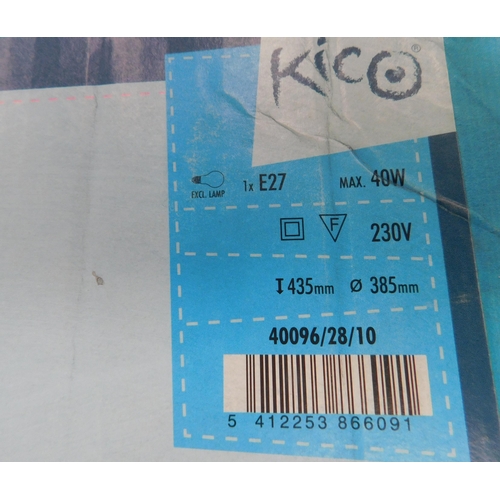 Kico®
EXCL. LAMP 1x E27 MAX. 40W
F 230V
435mm Ø 385mm
40096/28/10
5 412253 866091